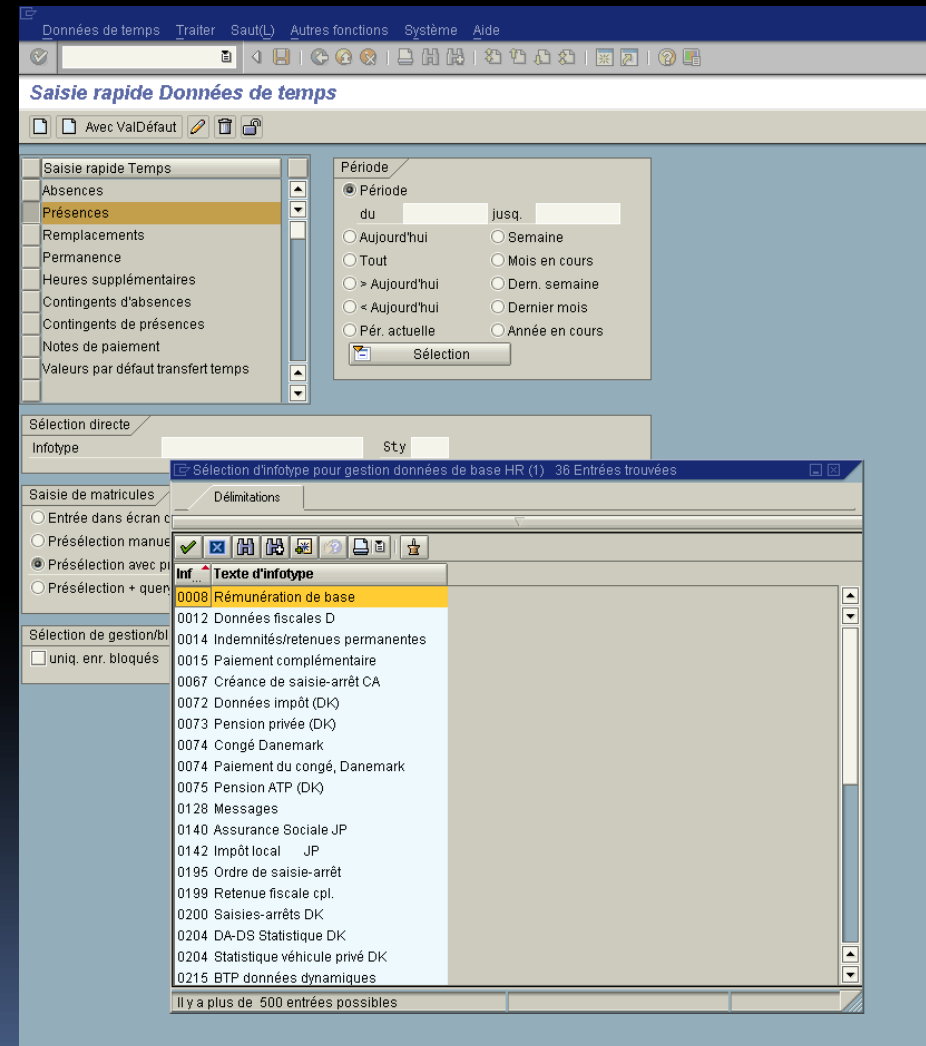 Données de temps Traiter Saut(L) Autres fonctions Système Aide
Saisie rapide Données de temps
Avec ValDéfaut
Saisie rapide Temps
Absences
Présences
Remplacements
Permanence
Heures supplémentaires
Contingents d'absences
Contingents de présences
Notes de paiement
Valeurs par défaut transfert temps
Période
Période
du jusq.
Aujourd'hui Semaine
Tout Mois en cours
> Aujourd'hui Dern. semaine
< Aujourd'hui Dernier mois
Pér. actuelle Année en cours
Sélection
Sélection directe
Infotype Sty
Saisie de matricules
Entrée dans écran c
Présélection manue
Présélection avec pr
Présélection + quer
Sélection de gestion/bl
uniq. enr. bloqués
Sélection d'infotype pour gestion données de base HR (1) 36 Entrées trouvées
Délimitations
Inf... Texte d'infotype
0008 Rémunération de base
0012 Données fiscales D
0014 Indemnités/retenues permanentes
0015 Paiement complémentaire
0067 Créance de saisie-arrêt CA
0072 Données impôt (DK)
0073 Pension privée (DK)
0074 Congé Danemark
0074 Paiement du congé, Danemark
0075 Pension ATP (DK)
0128 Messages
0140 Assurance Sociale JP
0142 Impôt local JP
0195 Ordre de saisie-arrêt
0199 Retenue fiscale cpl.
0200 Saisies-arrêts DK
0204 DA-DS Statistique DK
0204 Statistique véhicule privé DK
0215 BTP données dynamiques
Il y a plus de 500 entrées possibles